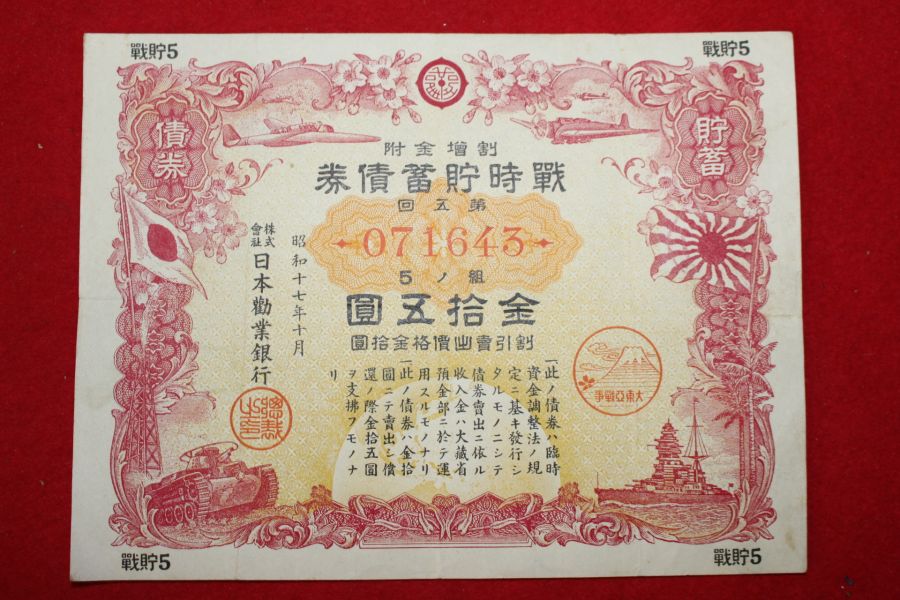 戰貯5
戰貯5
貯蓄
債券
割增金附
戰時貯蓄債券
第五回
071643
組ノ5
金拾五圓
割引賣出價格金拾圓
大東亞戰爭
一此ノ債券ハ臨時
資金調整法ノ規
定ニ基キ發行シ
タルモノニシテ
債券賣出ニ依ル
收入金ハ大藏省
預金部ニ於テ運
用スルモノナリ
一此ノ債券ハ金拾
圓ニテ賣出シ償
還ノ際金拾五圓
ヲ支拂フモノナ
リ
昭和十七年十月
株式會社日本勸業銀行
總裁之印
戰貯5
戰貯5